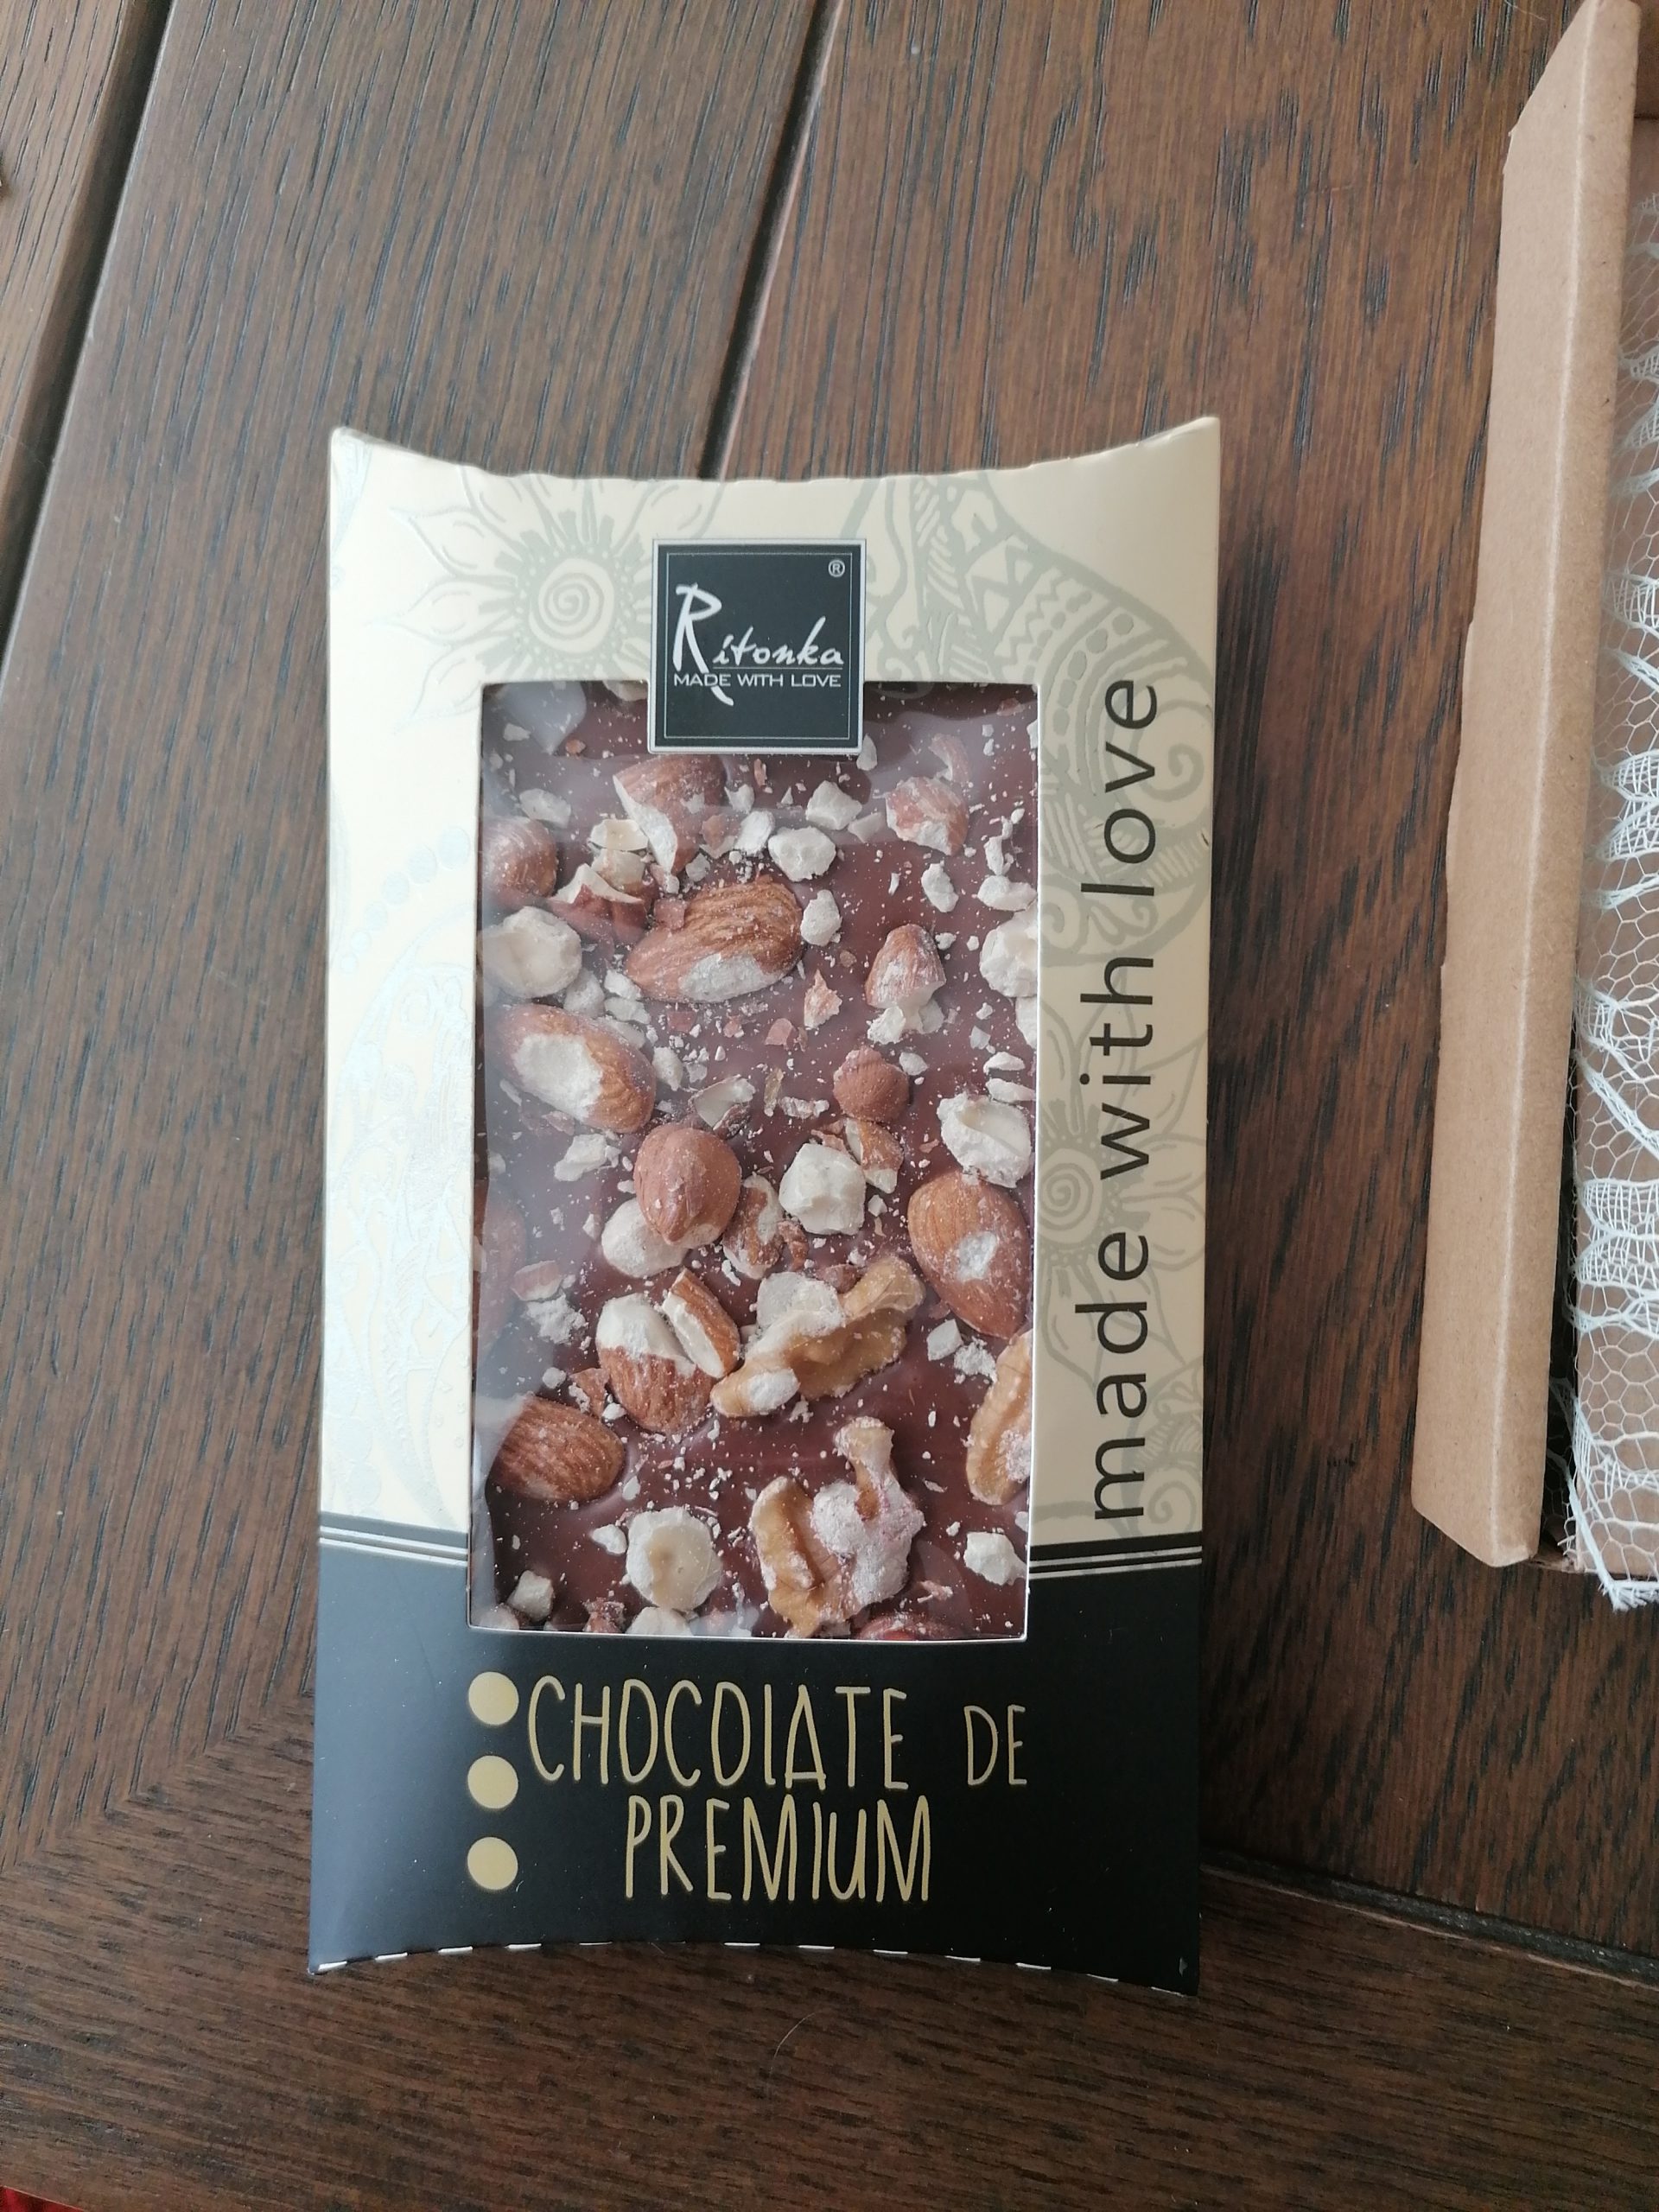 ®
Ritonka
MADE WITH LOVE
made with love
CHOCOLATE DE
PREMIUM